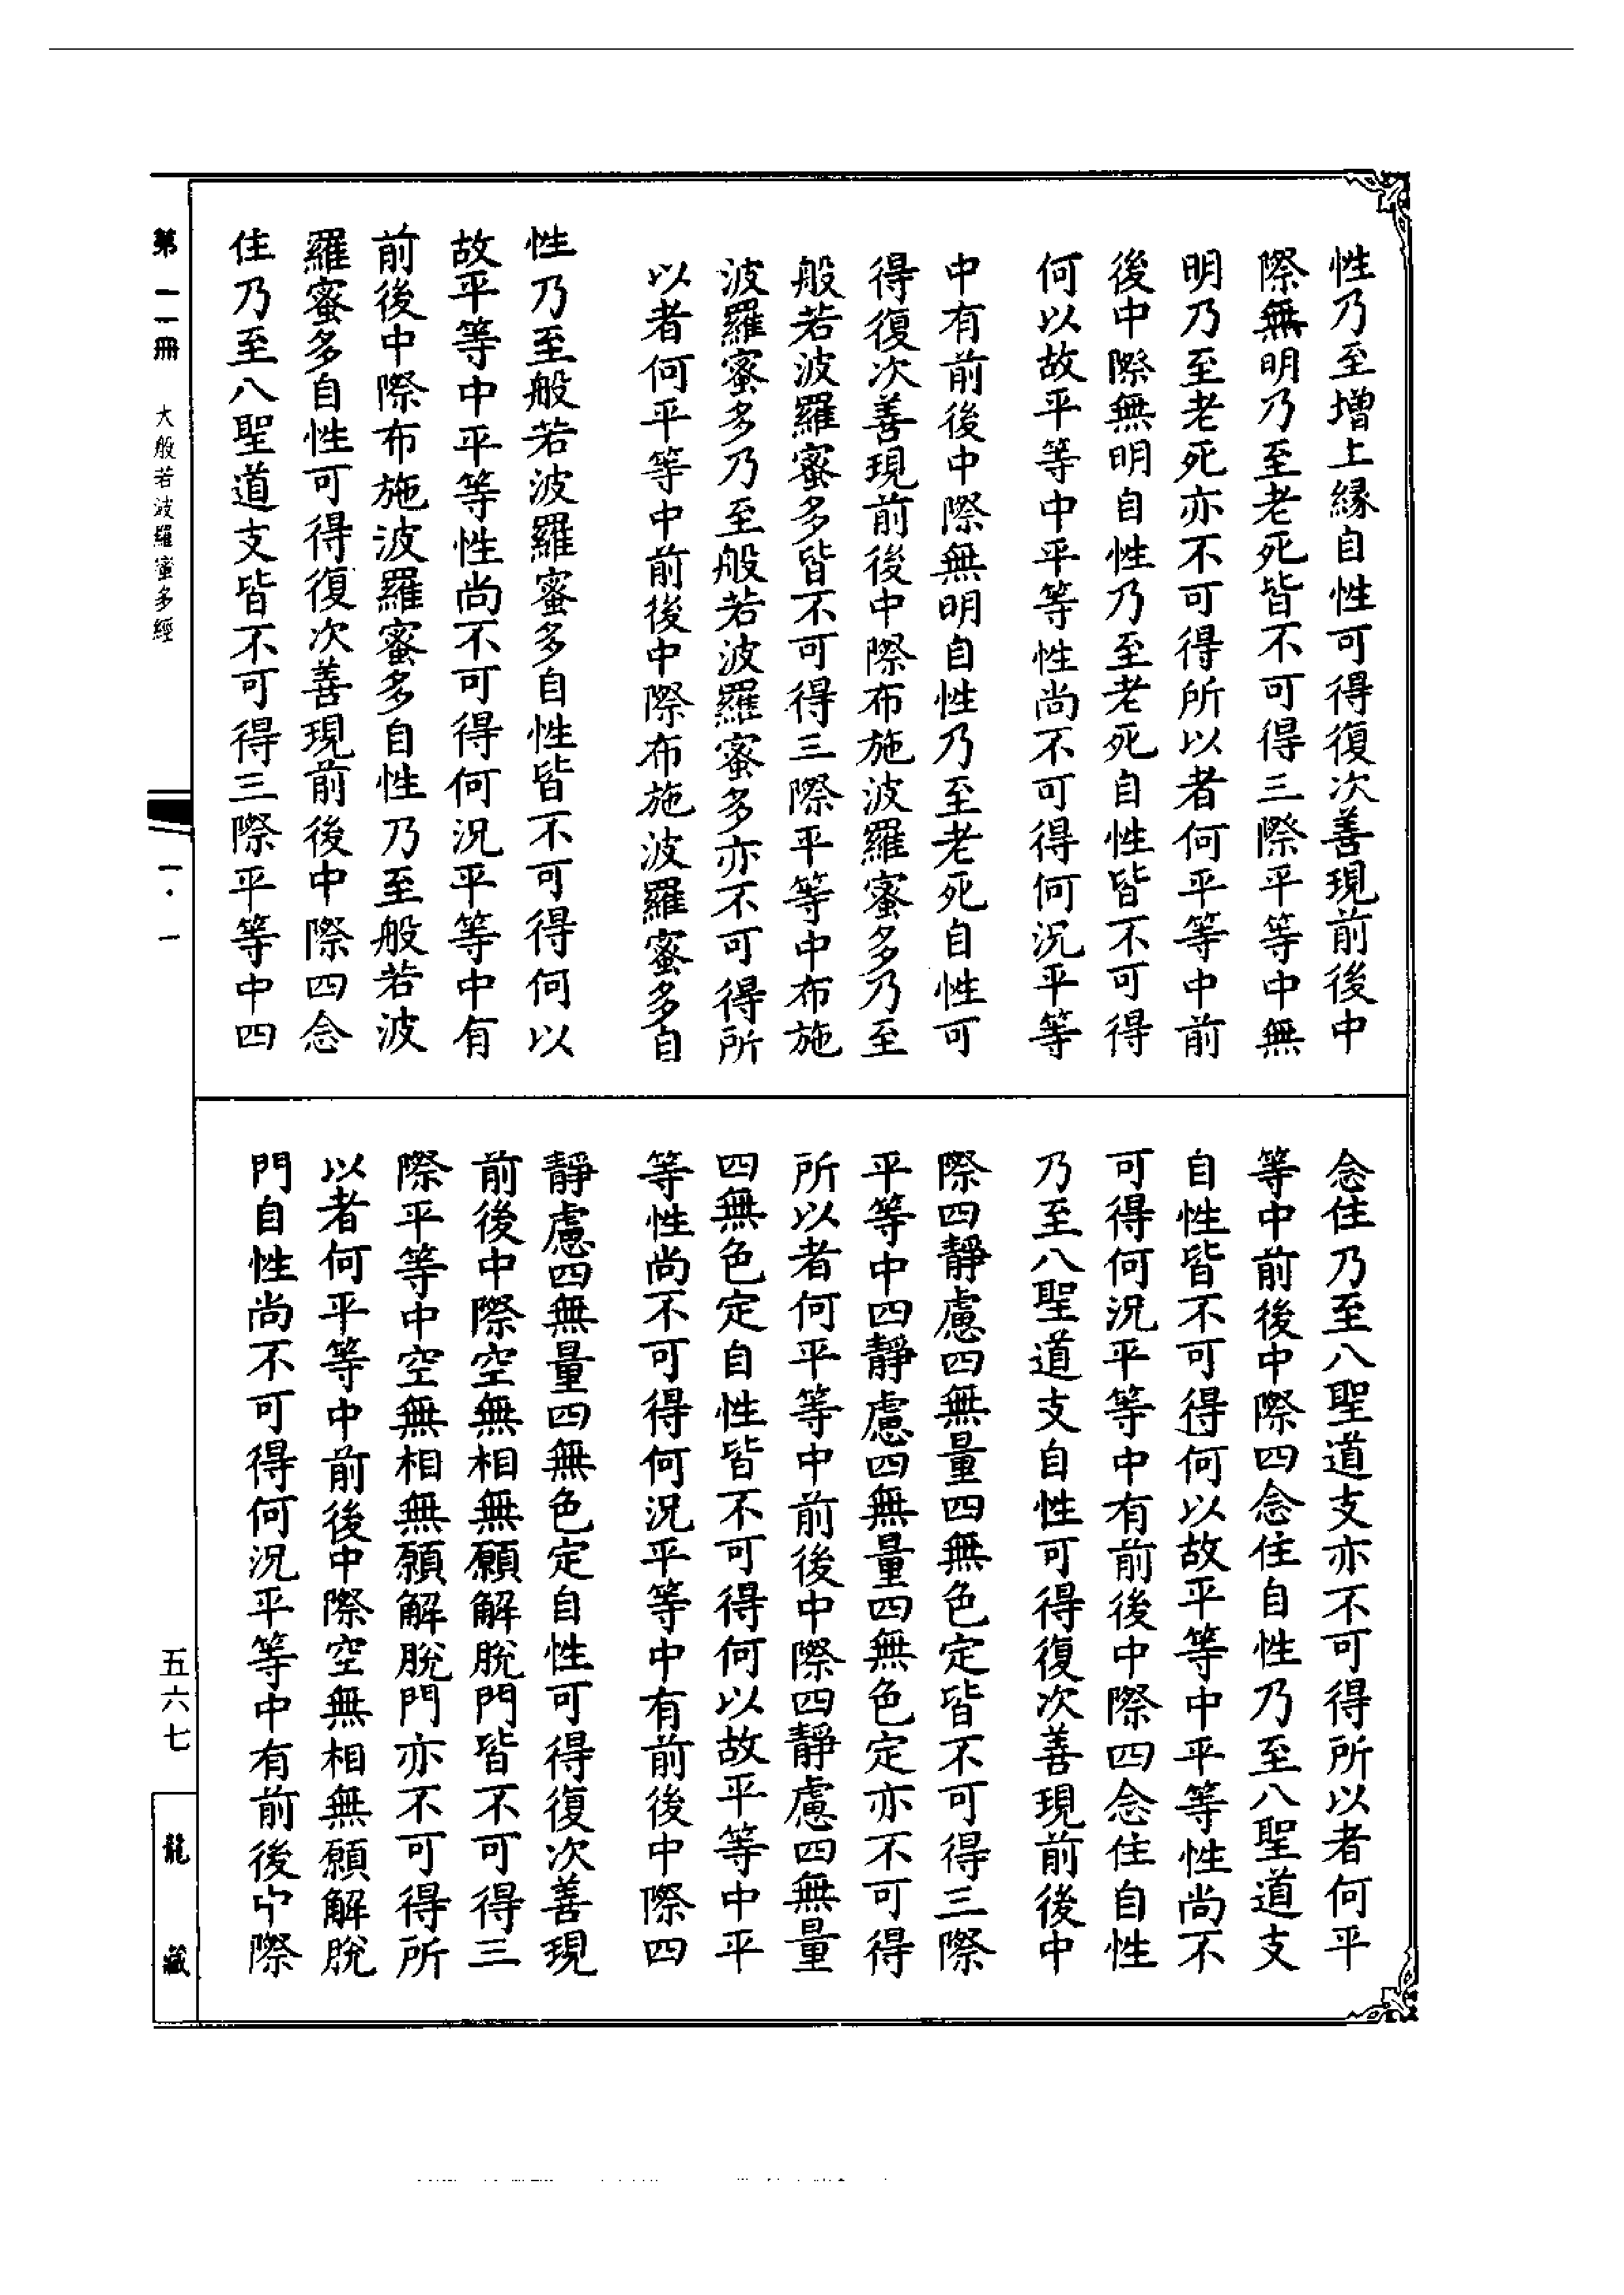 性乃至增上緣自性可得復次善現前後中
際無明乃至老死皆不可得三際平等中無
明乃至老死亦不可得所以者何平等中前
後中際無明自性乃至老死自性皆不可得
何以故平等中平等性尚不可得何況平等
中有前後中際無明自性乃至老死自性可
得復次善現前後中際布施波羅蜜多乃至
般若波羅蜜多皆不可得三際平等中布施
波羅蜜多乃至般若波羅蜜多亦不可得所
以者何平等中前後中際布施波羅蜜多自
性乃至般若波羅蜜多自性皆不可得何以
故平等中平等性尚不可得何況平等中有
前後中際布施波羅蜜多自性乃至般若波
羅蜜多自性可得復次善現前後中際四念
住乃至八聖道支皆不可得三際平等中四
念住乃至八聖道支亦不可得所以者何平
等中前後中際四念住自性乃至八聖道支
自性皆不可得何以故平等中平等性尚不
可得何況平等中有前後中際四念住自性
乃至八聖道支自性可得復次善現前後中
際四靜慮四無量四無色定皆不可得三際
平等中四靜慮四無量四無色定亦不可得
所以者何平等中前後中際四靜慮四無量
四無色定自性皆不可得何以故平等中平
等性尚不可得何況平等中有前後中際四
靜慮四無量四無色定自性可得復次善現
前後中際空無相無願解脫門皆不可得三
際平等中空無相無願解脫門亦不可得所
以者何平等中前後中際空無相無願解脫
門自性尚不可得何況平等中有前後中際
第二冊 大般若波羅蜜多經
一·一
五六七
龍藏